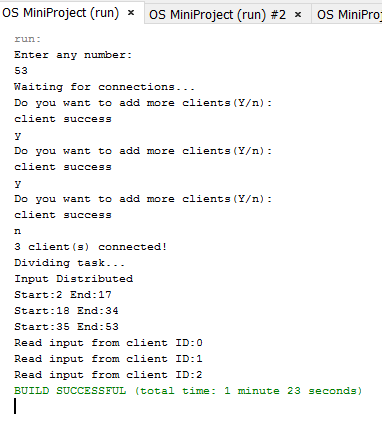 OS MiniProject (run) × OS MiniProject (run) #2 × OS MiniProject
run:
Enter any number:
53
Waiting for connections...
Do you want to add more clients(Y/n):
client success
y
Do you want to add more clients(Y/n):
client success
y
Do you want to add more clients(Y/n):
client success
n
3 client(s) connected!
Dividing task...
Input Distributed
Start:2 End:17
Start:18 End:34
Start:35 End:53
Read input from client ID:0
Read input from client ID:1
Read input from client ID:2
BUILD SUCCESSFUL (total time: 1 minute 23 seconds)